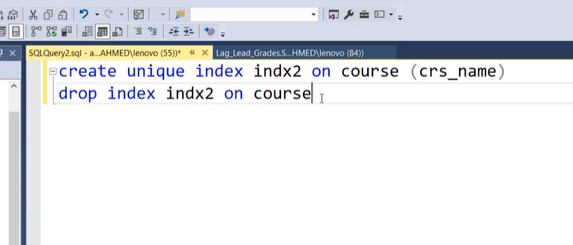 SQLQuery2.sql - a...AHMED\lenovo (55))*
Lag_Lead_Grades.S...HMED\lenovo (84))
create unique index indx2 on course (crs_name)
drop index indx2 on course